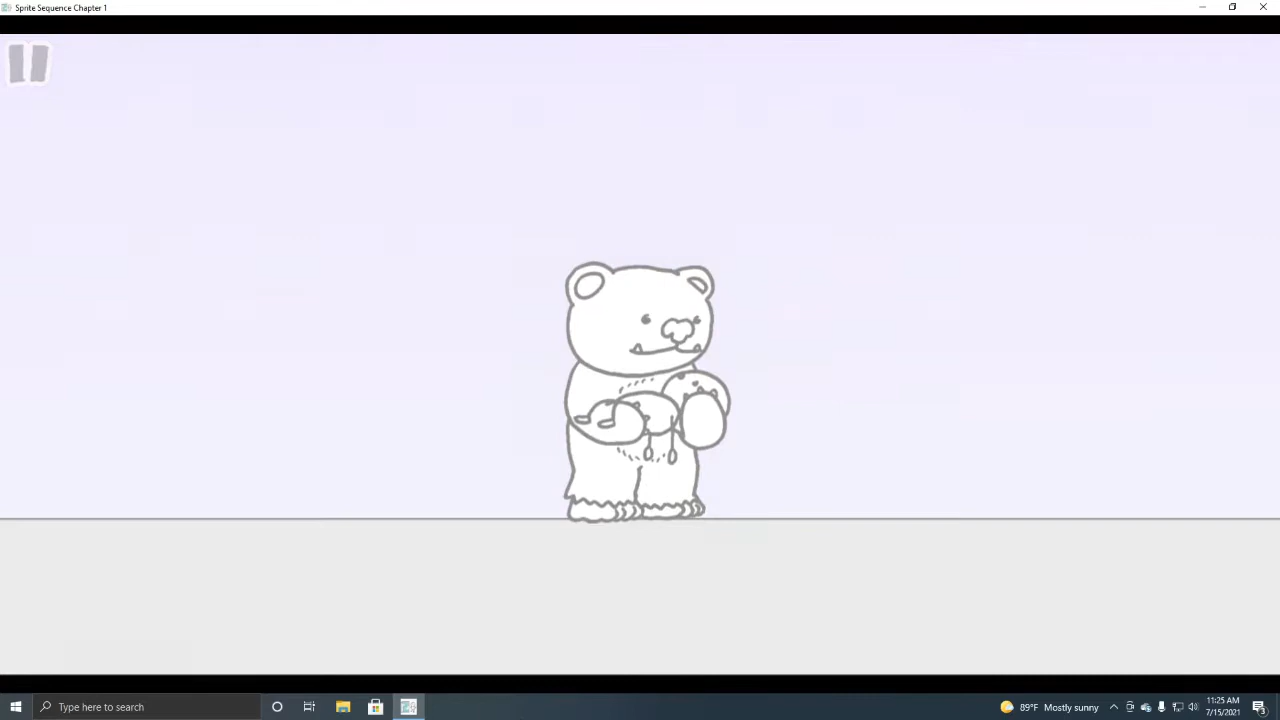 Sprite Sequence Chapter 1
Type here to search
89°F Mostly sunny
11:25 AM
7/15/2021